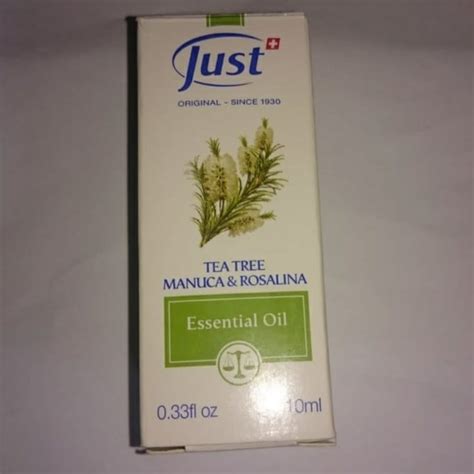 Just
ORIGINAL - SINCE 1930
TEA TREE
MANUCA & ROSALINA
Essential Oil
0.33fl oz 10ml